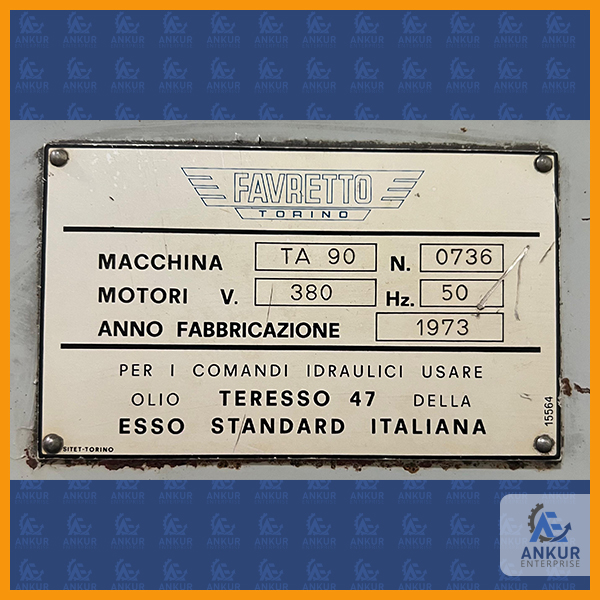 FAVRETTO
TORINO
MACCHINA TA 90 N. 0736
MOTORI V. 380 Hz. 50
ANNO FABBRICAZIONE 1973
PER I COMANDI IDRAULICI USARE
OLIO TERESSO 47 DELLA
ESSO STANDARD ITALIANA
SITET-TORINO
15564
ANKUR
ENTERPRISE